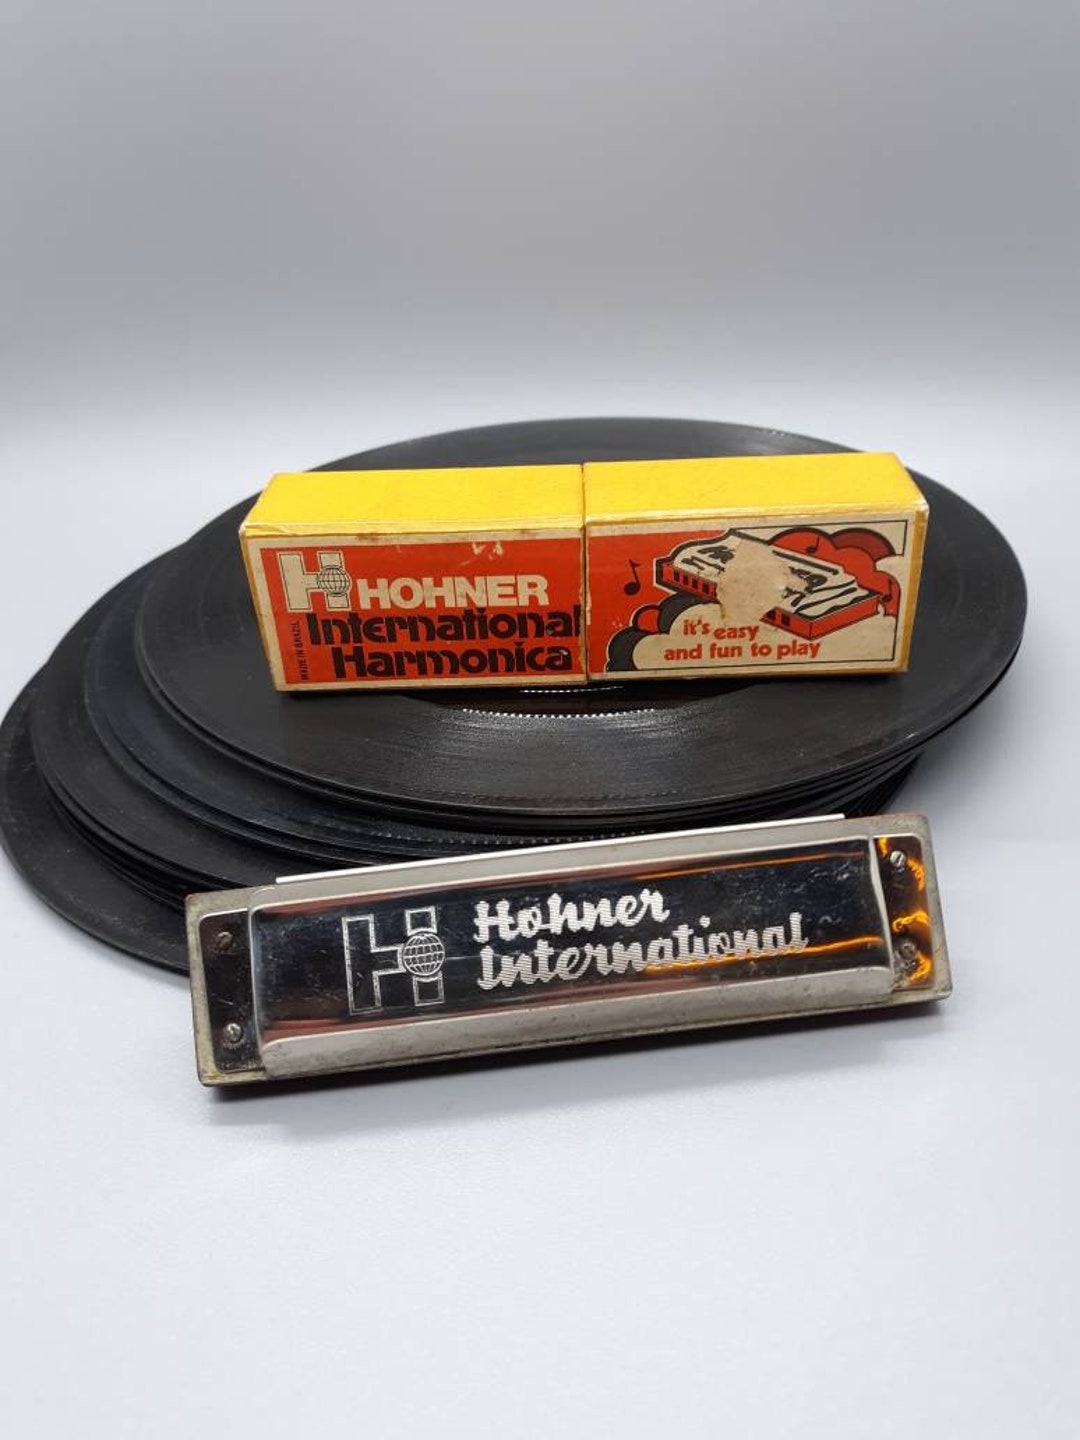 H HOHNER
International
Harmonica
MADE IN BRAZIL
it's easy
and fun to play
H Hohner
International